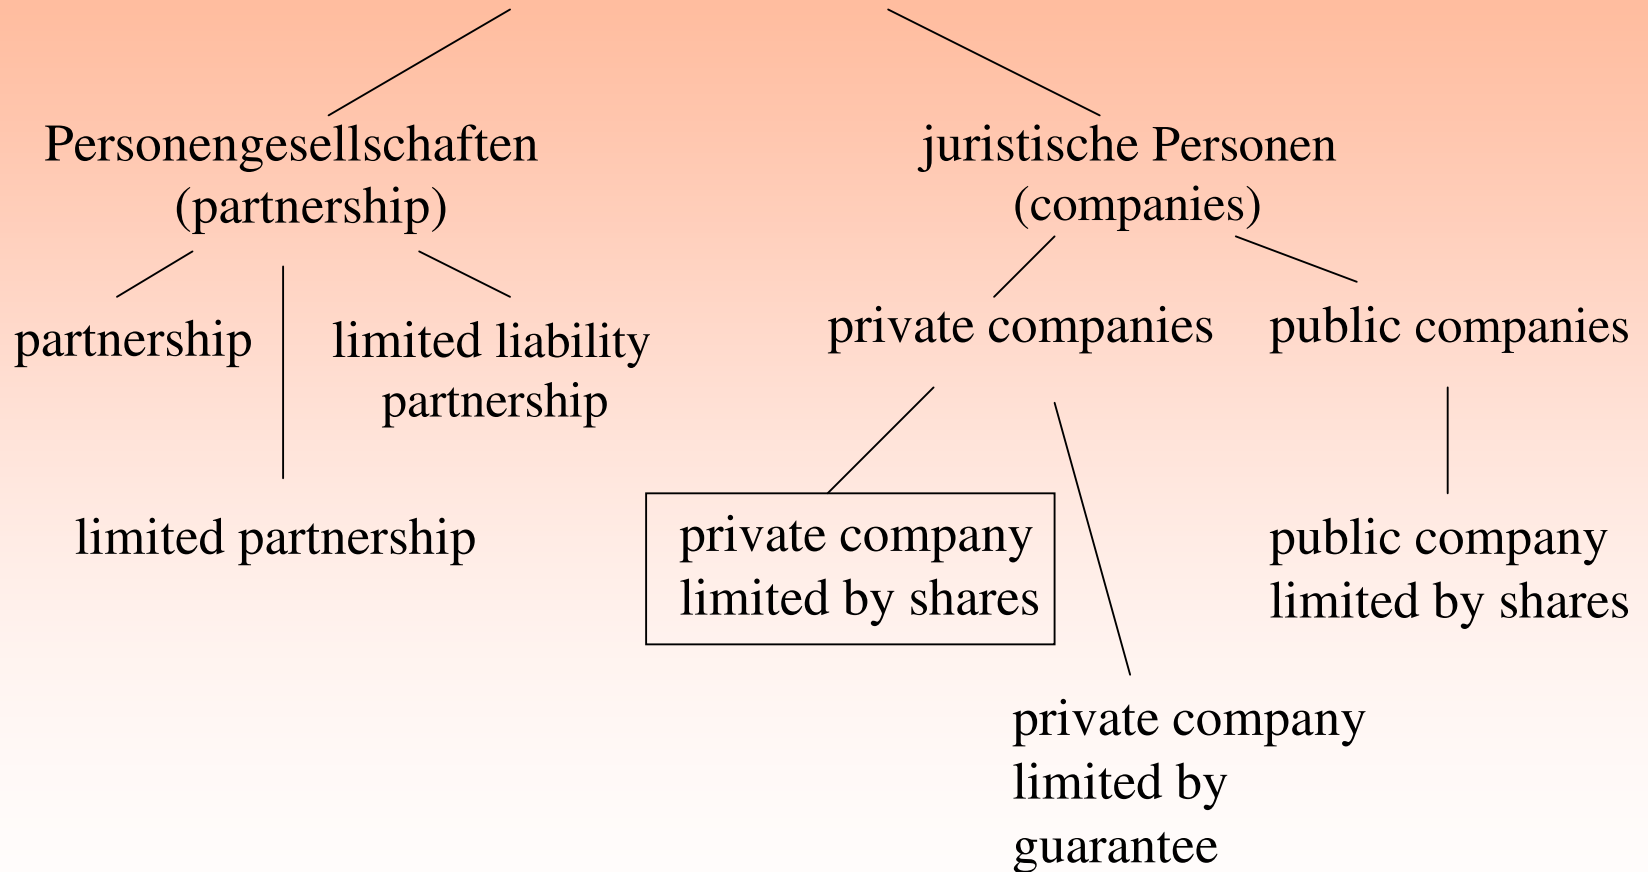 Personengesellschaften
(partnership)
juristische Personen
(companies)
partnership
limited liability
partnership
private companies
public companies
limited partnership
private company
limited by shares
public company
limited by shares
private company
limited by
guarantee